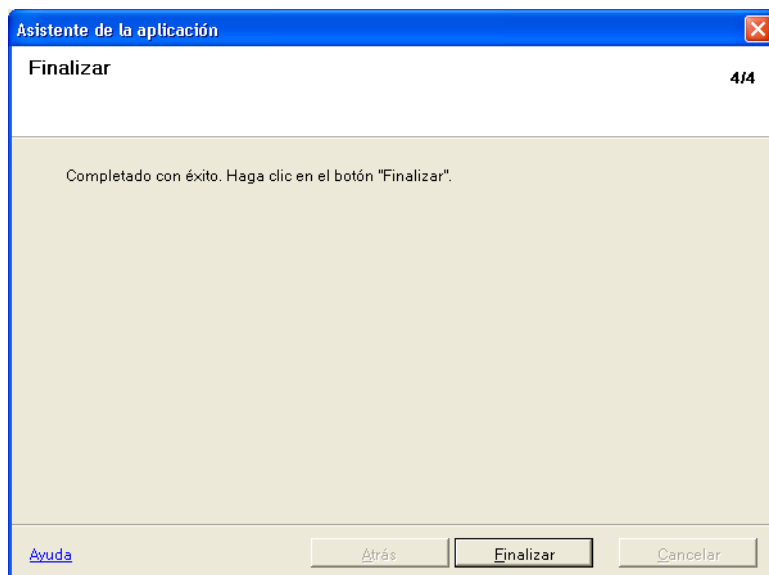 Asistente de la aplicación
Finalizar
4/4
Completado con éxito. Haga clic en el botón "Finalizar".
Ayuda
Atrás
Finalizar
Cancelar